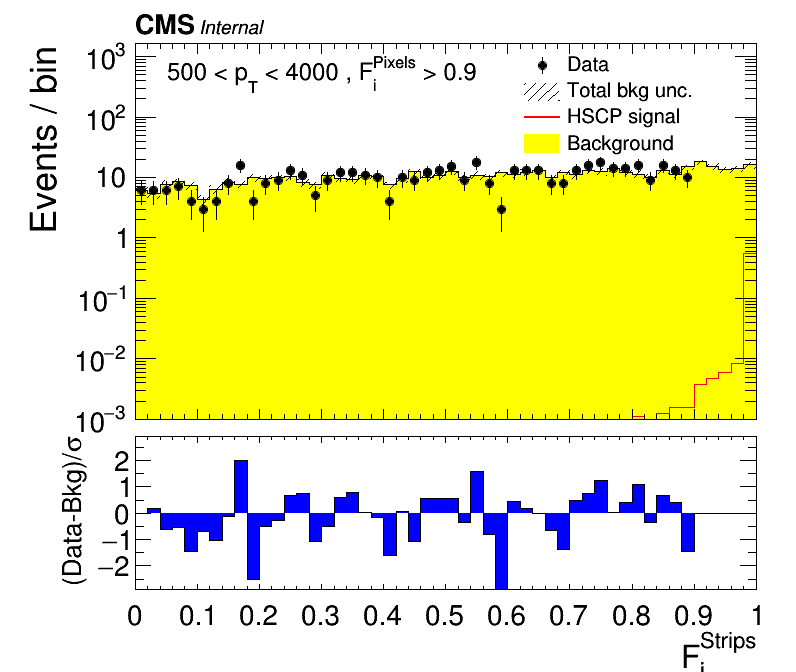 CMS Internal
500 < p_T < 4000 , F_i^Pixels > 0.9
Data
Total bkg unc.
HSCP signal
Background
Events / bin
10³
10²
10
1
10⁻¹
10⁻²
10⁻³
(Data-Bkg)/σ
2
1
0
−1
−2
0 0.1 0.2 0.3 0.4 0.5 0.6 0.7 0.8 0.9 1
F_i^Strips